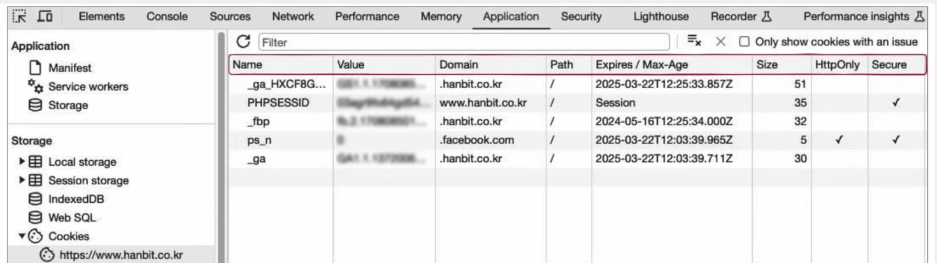 Elements Console Sources Network Performance Memory Application Security Lighthouse Recorder Performance insights
Application
Manifest
Service workers
Storage
Storage
Local storage
Session storage
IndexedDB
Web SQL
Cookies
https://www.hanbit.co.kr
Filter
Only show cookies with an issue
Name Value Domain Path Expires / Max-Age Size HttpOnly Secure
_ga_HXCF8G... .hanbit.co.kr / 2025-03-22T12:25:33.857Z 51
PHPSESSID www.hanbit.co.kr / Session 35 ✓
_fbp .hanbit.co.kr / 2024-05-16T12:25:34.000Z 32
ps_n .facebook.com / 2025-03-22T12:03:39.965Z 5 ✓ ✓
_ga .hanbit.co.kr / 2025-03-22T12:03:39.711Z 30